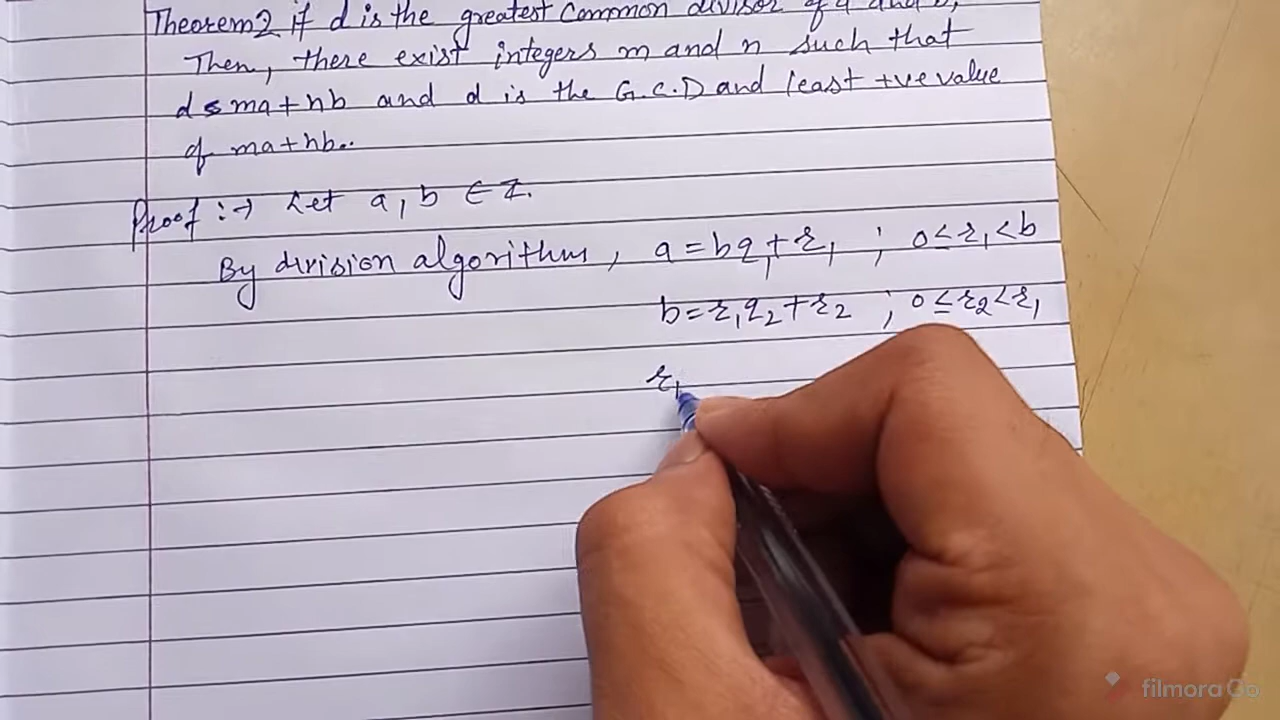 Theorem2 if d is the greatest common divisor of a and b,
Then, there exist integers m and n such that
d = ma+nb and d is the G.C.D and least +ve value
of ma+nb..
Proof :→ Let a, b ∈ Z.
By division algorithm, a = bq₁ + r₁ ; 0 ≤ r₁ < b
b = r₁q₂ + r₂ ; 0 ≤ r₂ < r₁
r₁
filmora Go